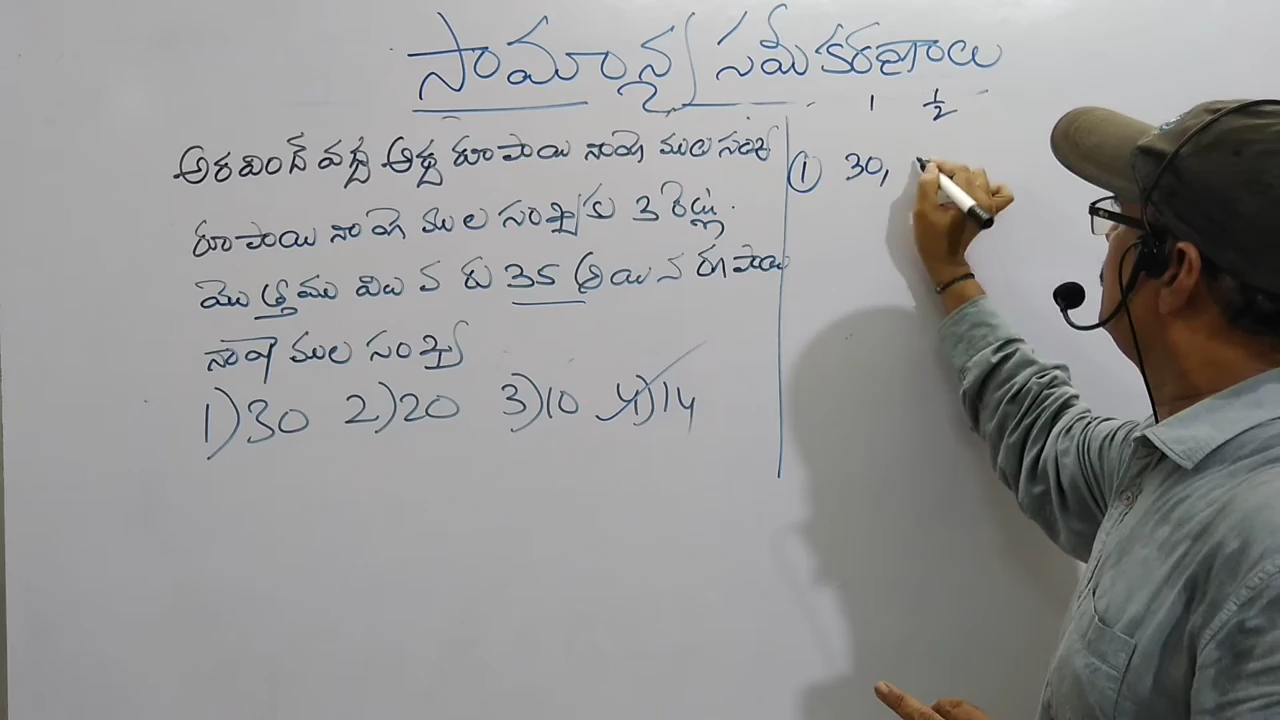 సామాన్య సమీకరణాలు
అరవింద్ వద్ద అర్ధ రూపాయి నాణెముల సంఖ్య
రూపాయి నాణెముల సంఖ్యకు 3 రెట్లు.
మొత్తము విలువ రు 35 అయిన రూపాయి
నాణెముల సంఖ్య
1) 30 2) 20 3) 10 4) 14
1 1/2
① 30,